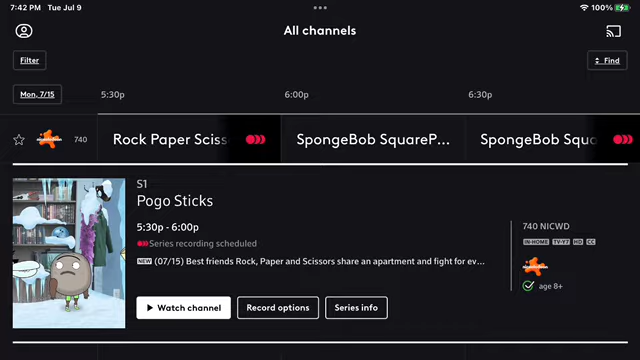 7:42 PM Tue Jul 9
100%
All channels
Filter
Find
Mon, 7/15
5:30p
6:00p
6:30p
740
Rock Paper Sciss
SpongeBob SquareP...
SpongeBob Squa
S1
Pogo Sticks
5:30p - 6:00p
Series recording scheduled
NEW (07/15) Best friends Rock, Paper and Scissors share an apartment and fight for ev...
740 NICWD
IN-HOME TV-Y7 HD CC
nickelodeon
age 8+
Watch channel
Record options
Series info